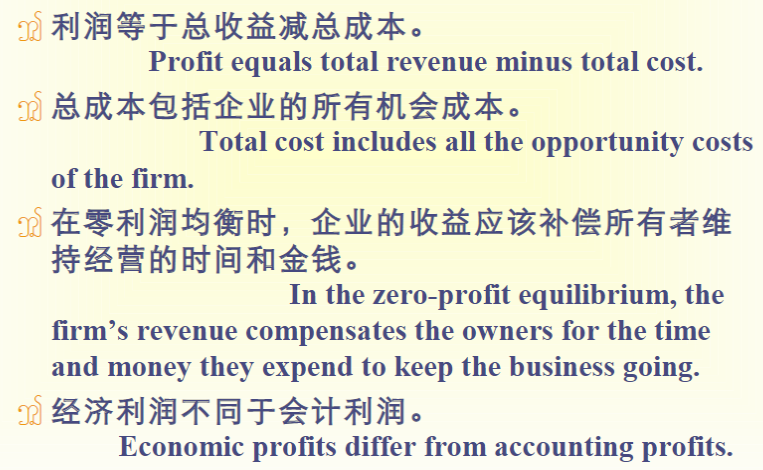 利润等于总收益减总成本。
Profit equals total revenue minus total cost.
总成本包括企业的所有机会成本。
Total cost includes all the opportunity costs
of the firm.
在零利润均衡时，企业的收益应该补偿所有者维
持经营的时间和金钱。
In the zero-profit equilibrium, the
firm’s revenue compensates the owners for the time
and money they expend to keep the business going.
经济利润不同于会计利润。
Economic profits differ from accounting profits.